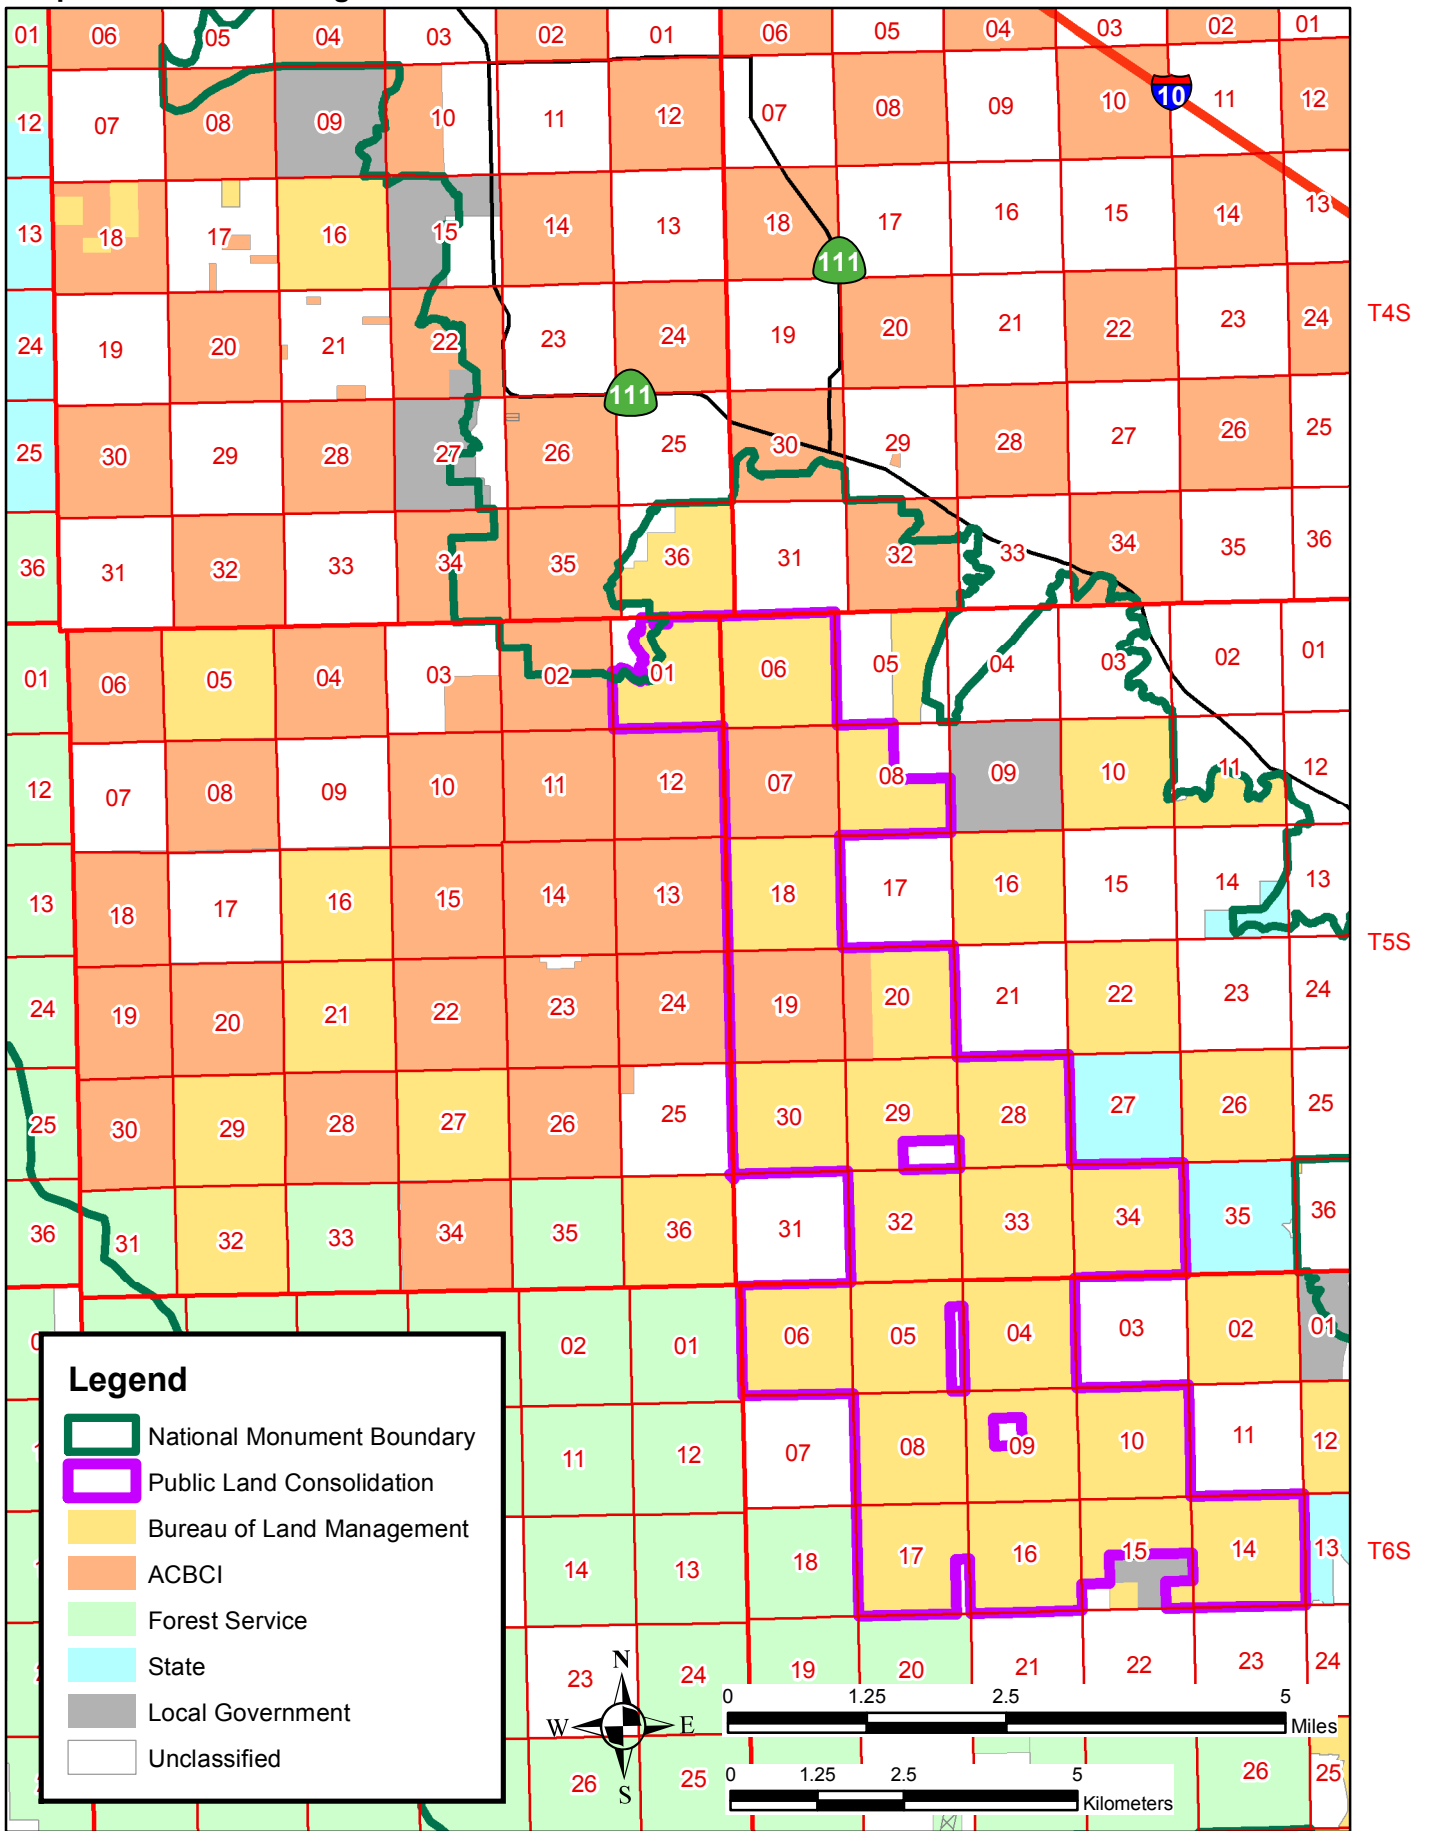 01 06 05 04 03 02 01 06 05 04 03 02 01
10
12 07 08 09 10 11 12 07 08 09 10 11 12
13 18 17 16 15 14 13 18 17 16 15 14 13
111
24 19 20 21 22 23 24 19 20 21 22 23 24 T4S
111
25 30 29 28 27 26 25 30 29 28 27 26 25
36 31 32 33 34 35 36 31 32 33 34 35 36
01 06 05 04 03 02 01 06 05 04 03 02 01
12 07 08 09 10 11 12 07 08 09 10 11 12
13 18 17 16 15 14 13 18 17 16 15 14 13
T5S
24 19 20 21 22 23 24 19 20 21 22 23 24
25 30 29 28 27 26 25 30 29 28 27 26 25
36 31 32 33 34 35 36 31 32 33 34 35 36
02 01 06 05 04 03 02 01
11 12 07 08 09 10 11 12
14 13 18 17 16 15 14 13 T6S
23 24 19 20 21 22 23 24
26 25 26 25
Legend
National Monument Boundary
Public Land Consolidation
Bureau of Land Management
ACBCI
Forest Service
State
Local Government
Unclassified
N
W E
S
0 1.25 2.5 5
Miles
0 1.25 2.5 5
Kilometers